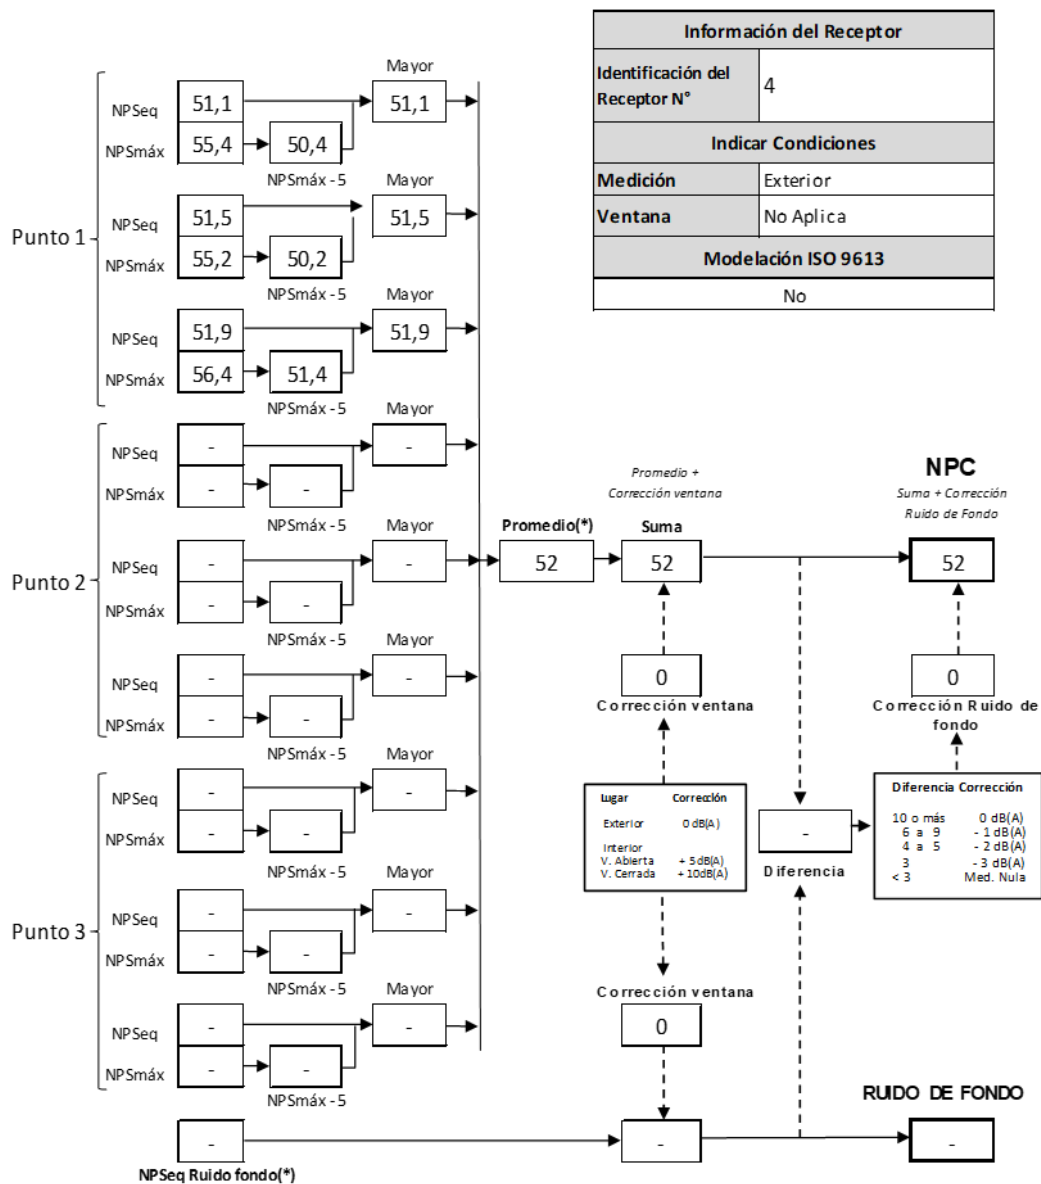 Información del Receptor
Identificación del Receptor N°
4
Indicar Condiciones
Medición
Exterior
Ventana
No Aplica
Modelación ISO 9613
No
Punto 1
Mayor
NPSeq
51,1
51,1
NPSmáx
55,4
50,4
NPSmáx - 5
Mayor
NPSeq
51,5
51,5
NPSmáx
55,2
50,2
NPSmáx - 5
Mayor
NPSeq
51,9
51,9
NPSmáx
56,4
51,4
NPSmáx - 5
Punto 2
Mayor
NPSeq
-
-
NPSmáx
-
-
NPSmáx - 5
Mayor
NPSeq
-
-
NPSmáx
-
-
NPSmáx - 5
Mayor
NPSeq
-
-
NPSmáx
-
-
NPSmáx - 5
Punto 3
Mayor
NPSeq
-
-
NPSmáx
-
-
NPSmáx - 5
Mayor
NPSeq
-
-
NPSmáx
-
-
NPSmáx - 5
Mayor
NPSeq
-
-
NPSmáx
-
-
NPSmáx - 5
-
NPSeq Ruido fondo(*)
Promedio(*)
52
Promedio +
Corrección ventana
Suma
52
0
Corrección ventana
Lugar Corrección
Exterior 0 dB(A)
Interior
V. Abierta + 5dB(A)
V. Cerrada + 10dB(A)
Corrección ventana
0
-
-
Diferencia
NPC
Suma + Corrección
Ruido de Fondo
52
0
Corrección Ruido de
fondo
Diferencia Corrección
10 o más 0 dB(A)
6 a 9 - 1 dB(A)
4 a 5 - 2 dB(A)
3 - 3 dB(A)
< 3 Med. Nula
RUIDO DE FONDO
-